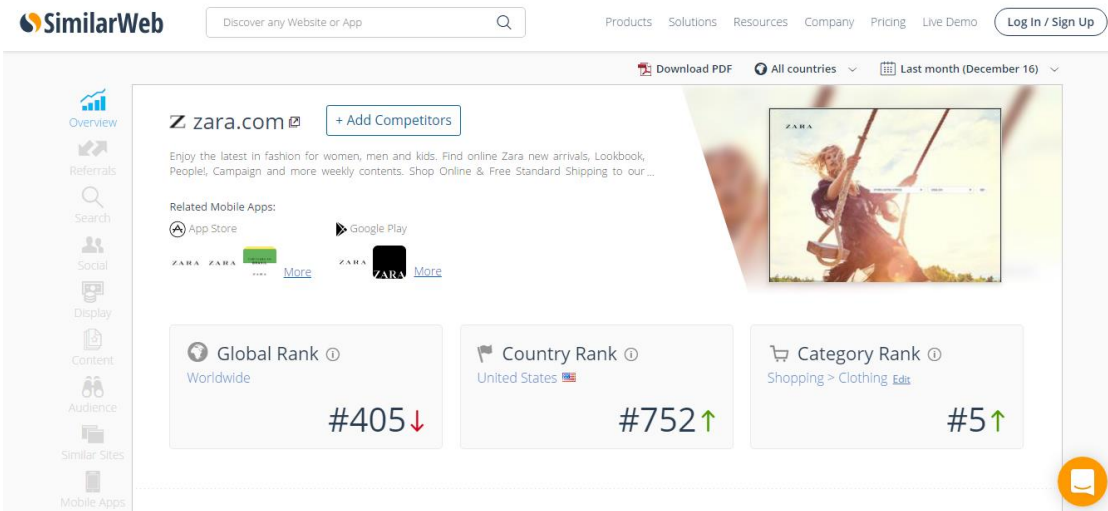 SimilarWeb
Discover any Website or App
Products Solutions Resources Company Pricing Live Demo Log In / Sign Up
Download PDF All countries Last month (December 16)
Overview
Referrals
Search
Social
Display
Content
Audience
Similar Sites
Mobile Apps
Z zara.com + Add Competitors
Enjoy the latest in fashion for women, men and kids. Find online Zara new arrivals, Lookbook,
People!, Campaign and more weekly contents. Shop Online & Free Standard Shipping to our ...
Related Mobile Apps:
App Store Google Play
ZARA ZARA More ZARA ZARA More
ZARA
Global Rank
Worldwide
#405
Country Rank
United States
#752
Category Rank
Shopping > Clothing Edit
#5